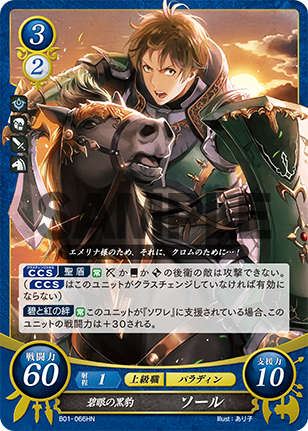 3
2
SAMPLE
エメリナ様のため、それに、クロムのために…!
CCS 聖盾 常 か か の後衛の敵は攻撃できない。
(CCSはこのユニットがクラスチェンジしていなければ有効に
ならない)
碧と紅の絆 常 このユニットが『ソワレ』に支援されている場合、この
ユニットの戦闘力は+30される。
戦闘力
60
射程 1 上級職 パラディン
支援力
10
碧眼の黒豹 ソール
B01-066HN Illust:あり子